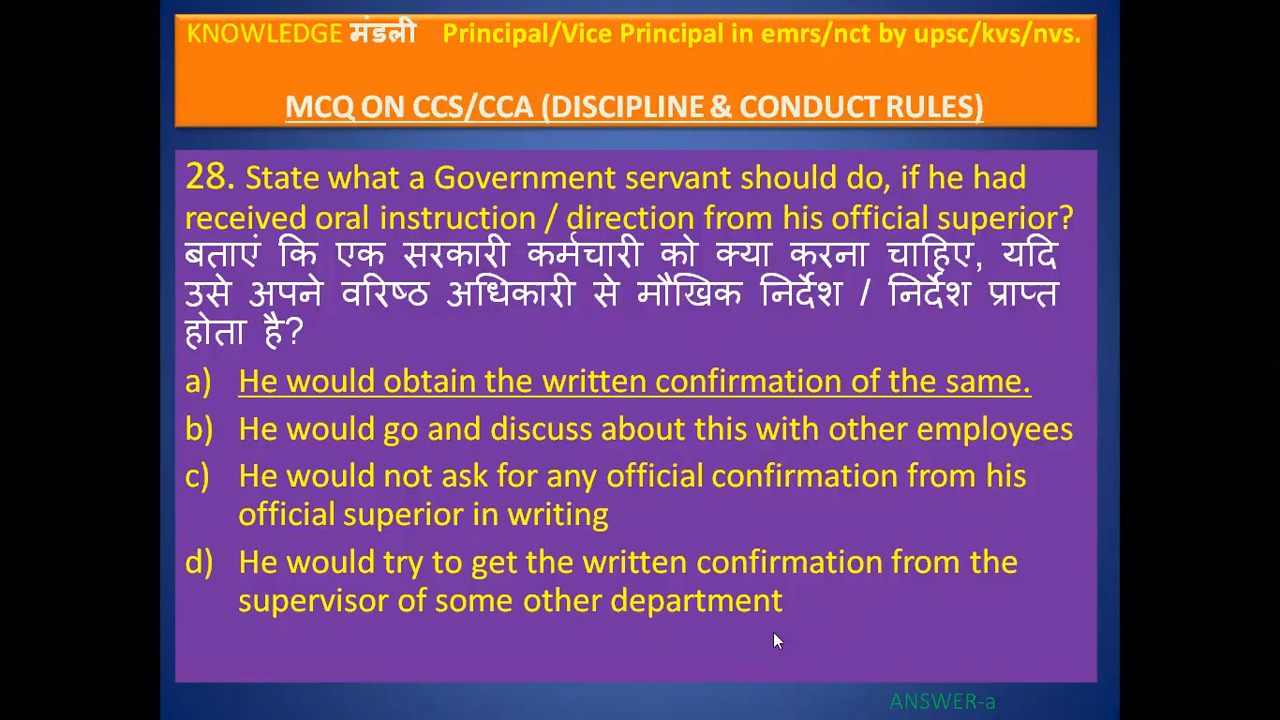 KNOWLEDGE मंडली Principal/Vice Principal in emrs/nct by upsc/kvs/nvs.
MCQ ON CCS/CCA (DISCIPLINE & CONDUCT RULES)
28. State what a Government servant should do, if he had
received oral instruction / direction from his official superior?
बताएं कि एक सरकारी कर्मचारी को क्या करना चाहिए, यदि
उसे अपने वरिष्ठ अधिकारी से मौखिक निर्देश / निर्देश प्राप्त
होता है?
a) He would obtain the written confirmation of the same.
b) He would go and discuss about this with other employees
c) He would not ask for any official confirmation from his
official superior in writing
d) He would try to get the written confirmation from the
supervisor of some other department
ANSWER-a